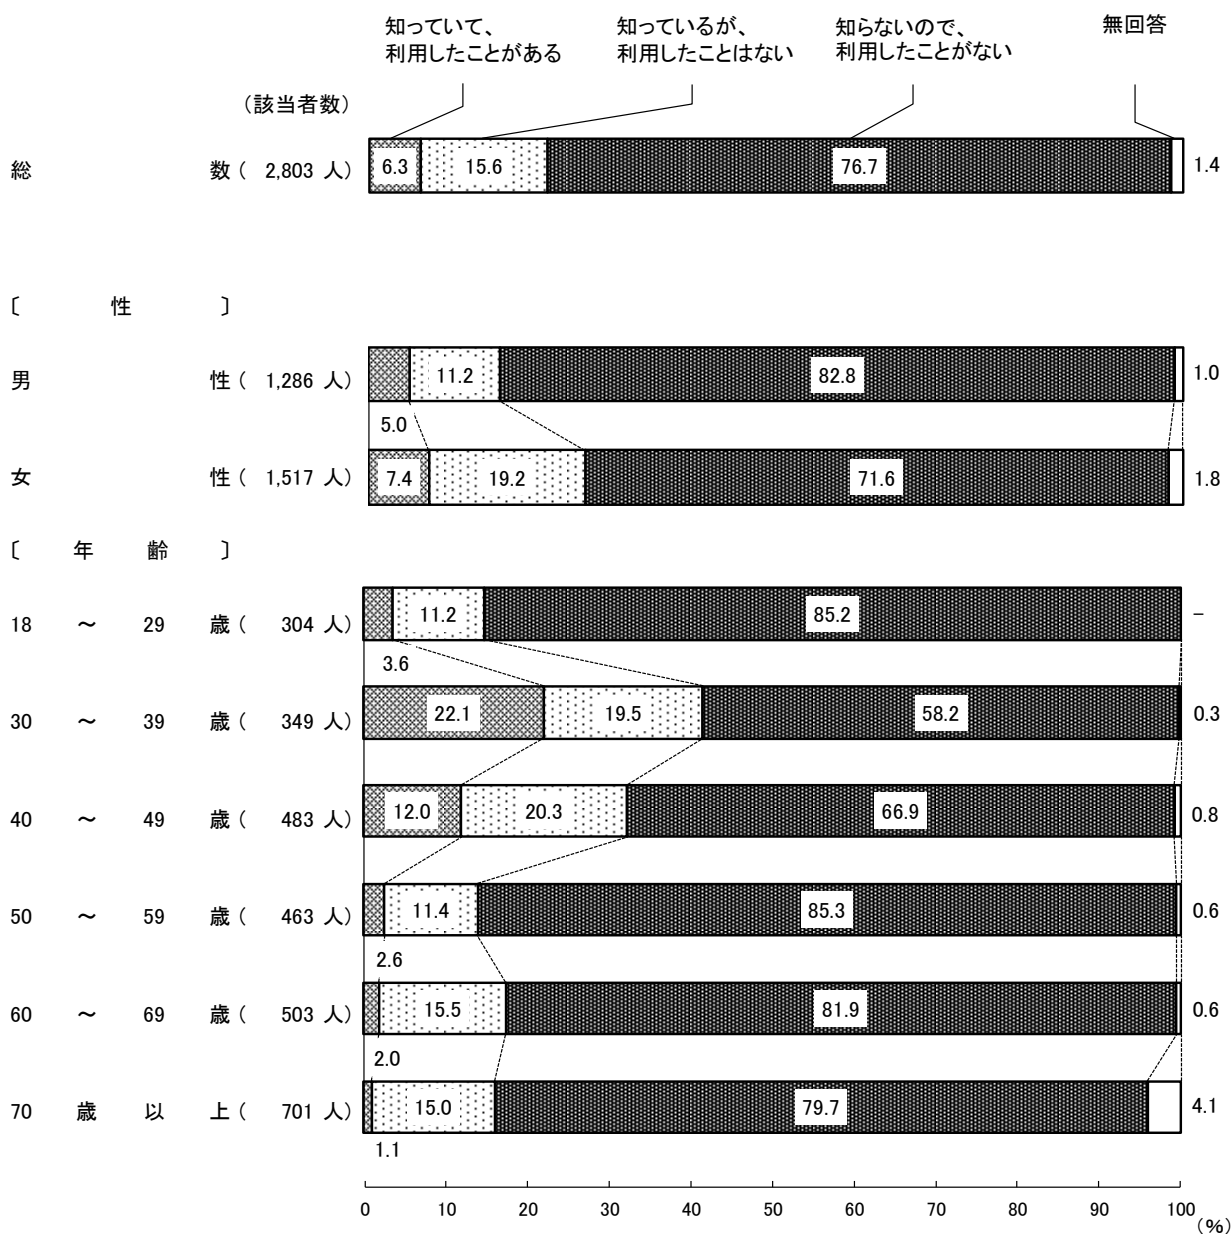 知っていて、
利用したことがある
知っているが、
利用したことはない
知らないので、
利用したことがない
無回答
（該当者数）
総 数（ 2,803 人） 6.3 15.6 76.7 1.4
〔 性 〕
男 性（ 1,286 人） 11.2 82.8 1.0
5.0
女 性（ 1,517 人） 7.4 19.2 71.6 1.8
〔 年 齢 〕
18 ～ 29 歳（ 304 人） 11.2 85.2 −
3.6
30 ～ 39 歳（ 349 人） 22.1 19.5 58.2 0.3
40 ～ 49 歳（ 483 人） 12.0 20.3 66.9 0.8
50 ～ 59 歳（ 463 人） 11.4 85.3 0.6
2.6
60 ～ 69 歳（ 503 人） 15.5 81.9 0.6
2.0
70 歳 以 上（ 701 人） 15.0 79.7 4.1
1.1
0 10 20 30 40 50 60 70 80 90 100
（％）